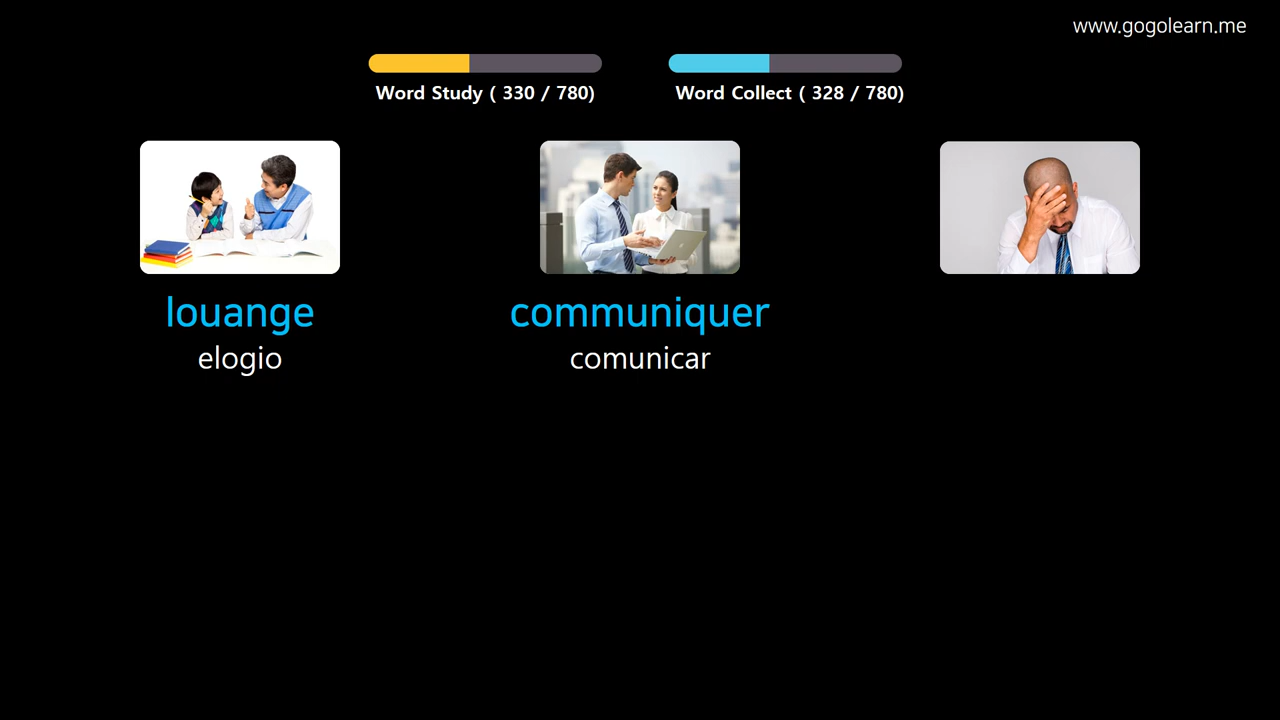 www.gogolearn.me
Word Study ( 330 / 780)
Word Collect ( 328 / 780)
louange
elogio
communiquer
comunicar